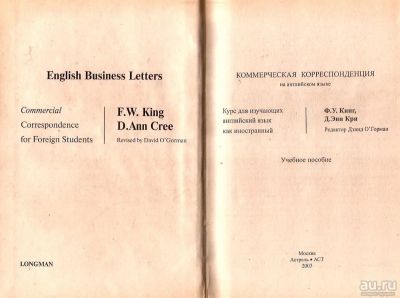 English Business Letters
Commercial
Correspondence
for Foreign Students
F.W. King
D.Ann Cree
Revised by David O'Gorman
LONGMAN
КОММЕРЧЕСКАЯ КОРРЕСПОНДЕНЦИЯ
на английском языке
Курс для изучающих
английский язык
как иностранный
Ф.У. Кинг,
Д.Энн Кри
Редактор Дэвид О'Горман
Учебное пособие
Москва
Астрель • АСТ
2003
au.ru